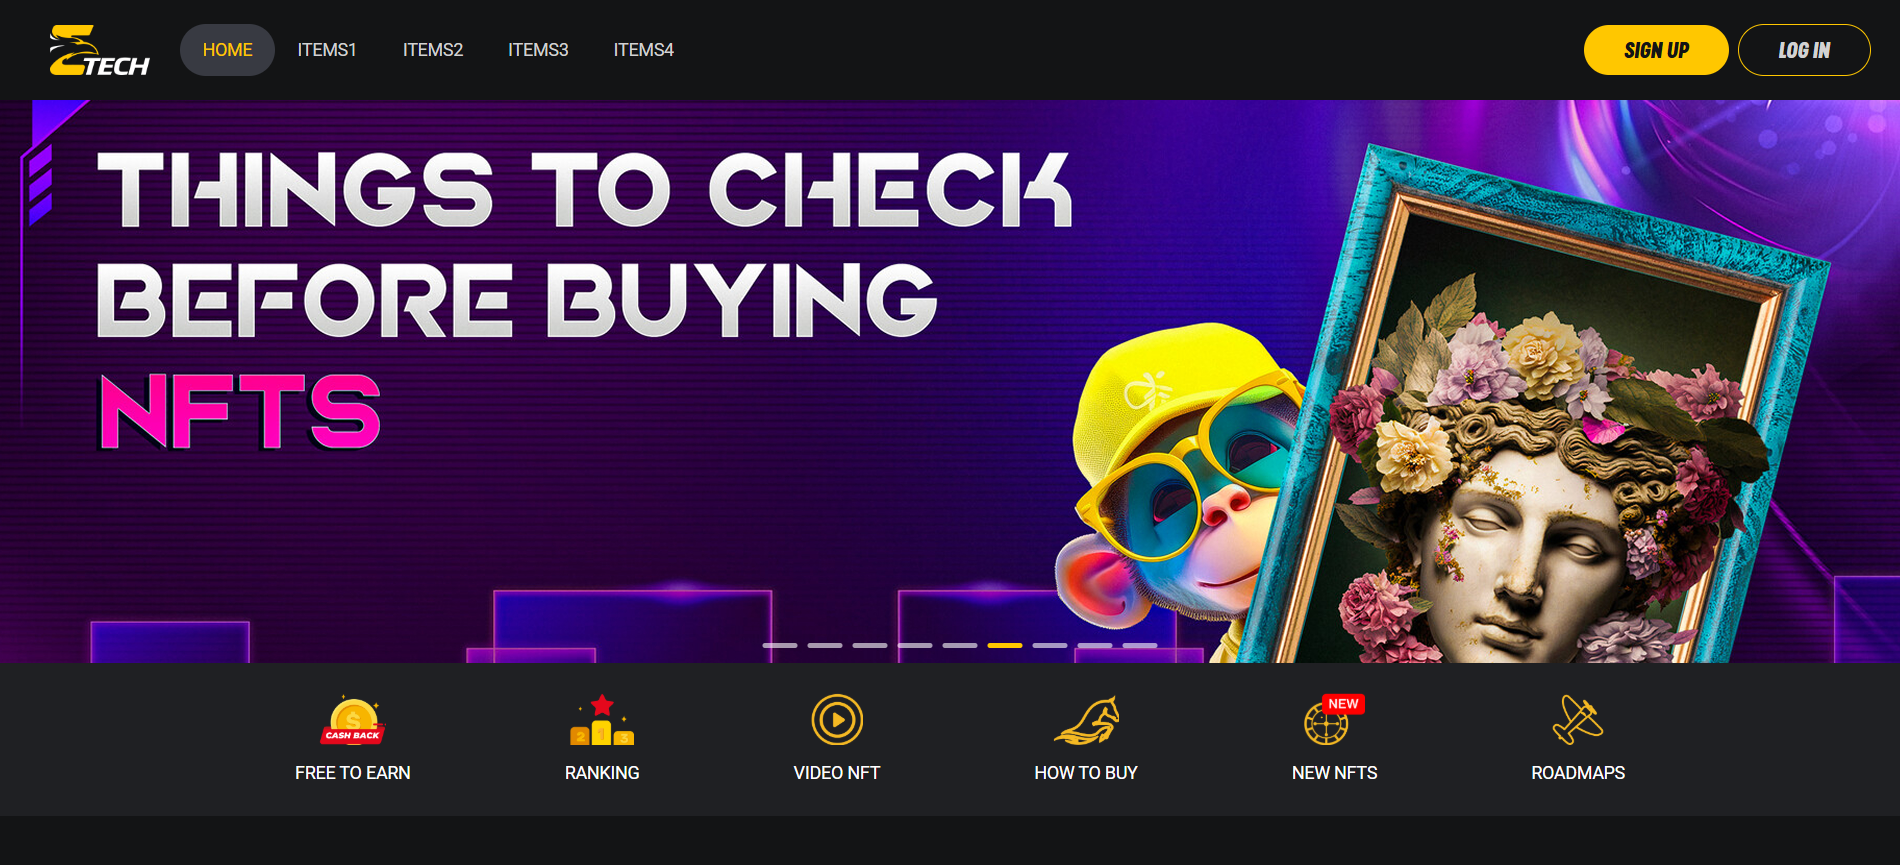 TECH
HOME
ITEMS1
ITEMS2
ITEMS3
ITEMS4
SIGN UP
LOG IN
THINGS TO CHECK
BEFORE BUYING
NFTS
$
CASH BACK
2 1 3
NEW
FREE TO EARN
RANKING
VIDEO NFT
HOW TO BUY
NEW NFTS
ROADMAPS